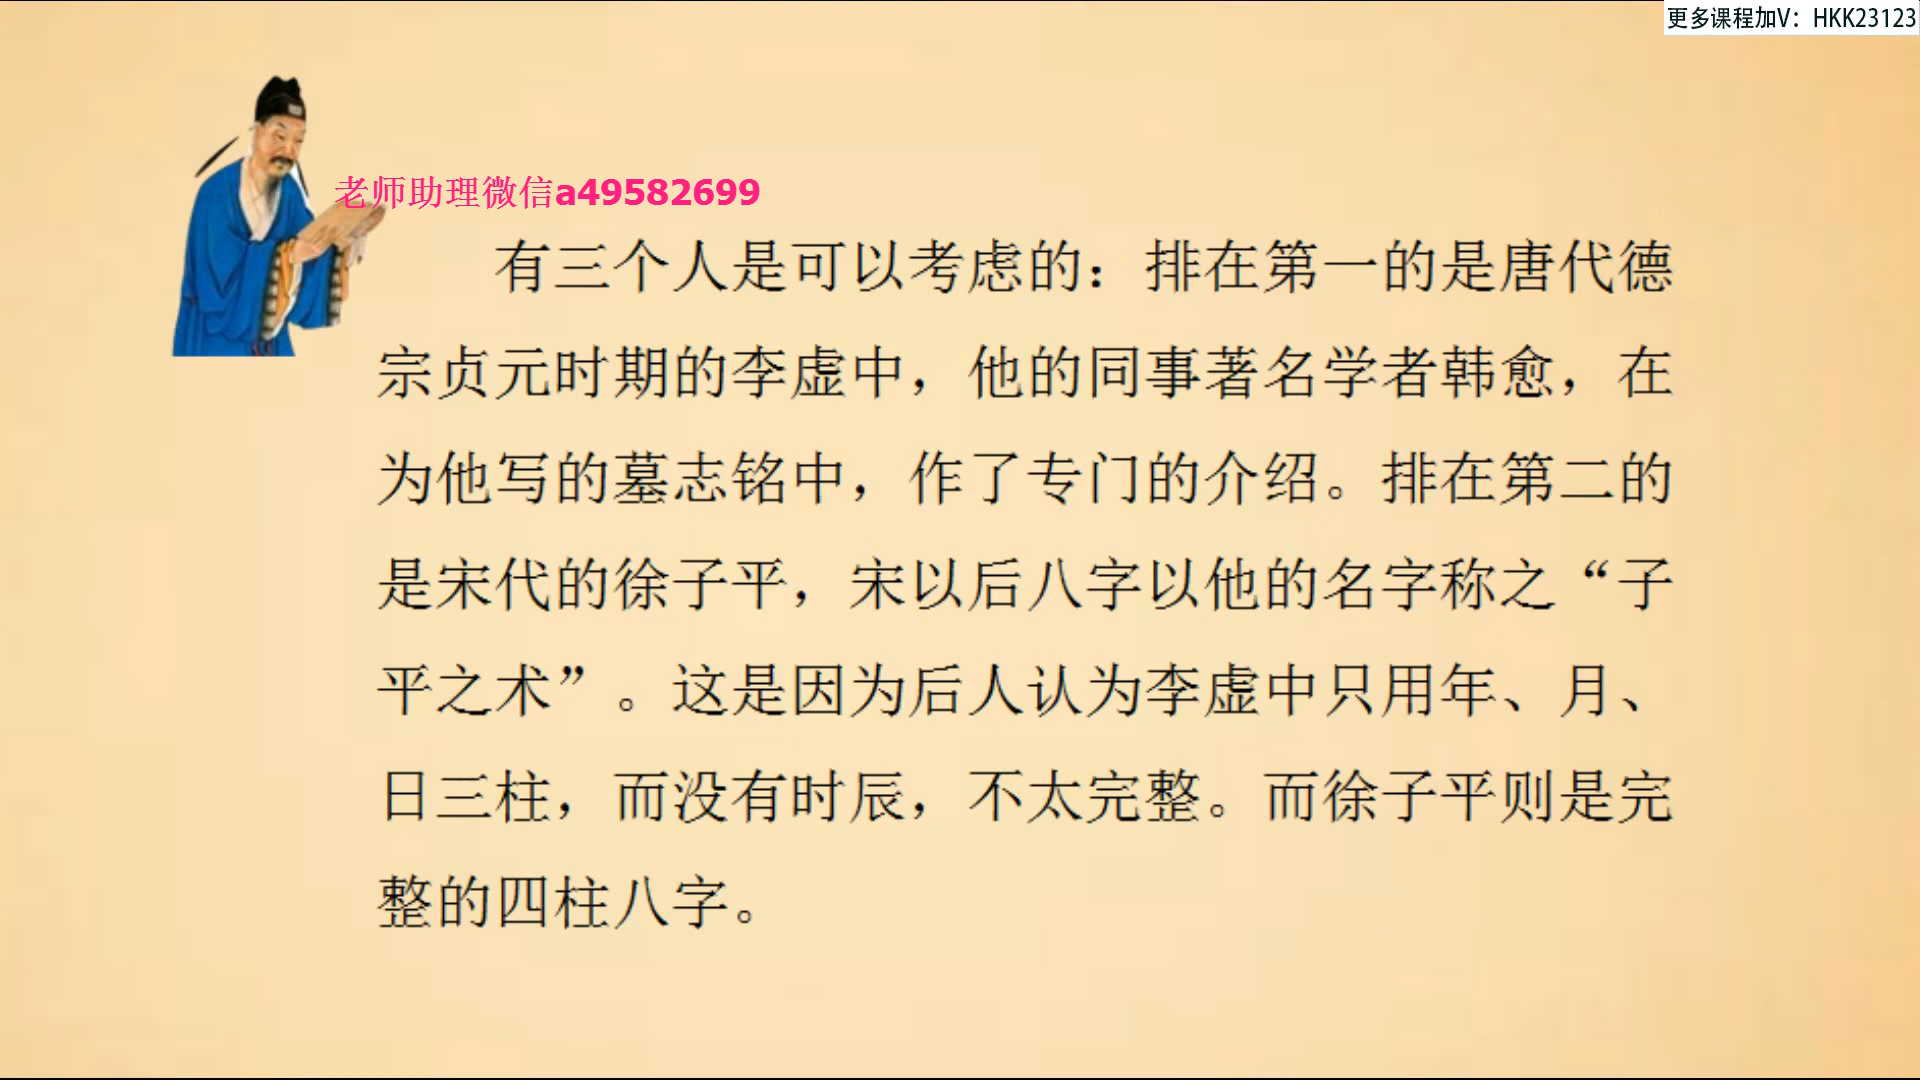 更多课程加V：HKK23123
老师助理微信a49582699
有三个人是可以考虑的：排在第一的是唐代德
宗贞元时期的李虚中，他的同事著名学者韩愈，在
为他写的墓志铭中，作了专门的介绍。排在第二的
是宋代的徐子平，宋以后八字以他的名字称之“子
平之术”。这是因为后人认为李虚中只用年、月、
日三柱，而没有时辰，不太完整。而徐子平则是完
整的四柱八字。